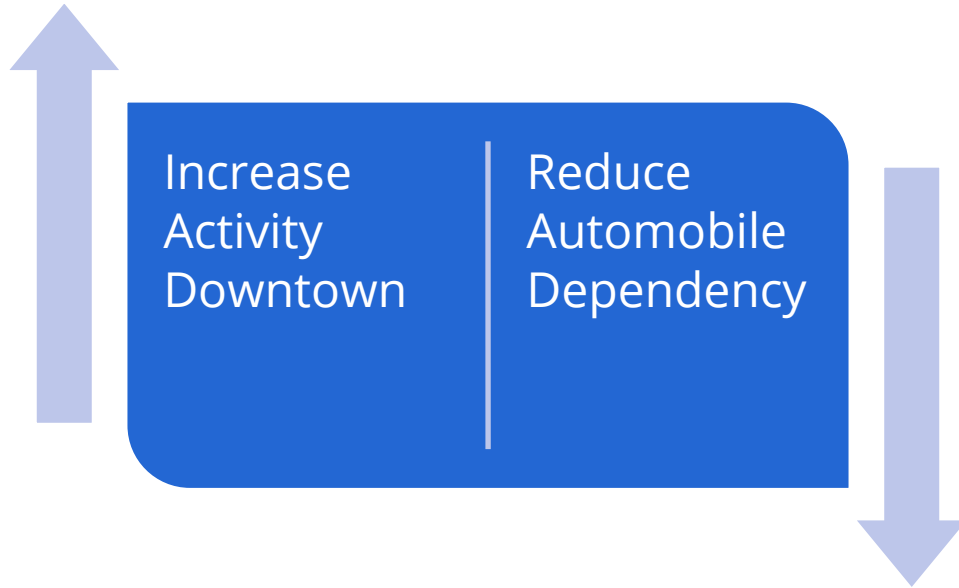 Increase
Activity
Downtown
Reduce
Automobile
Dependency